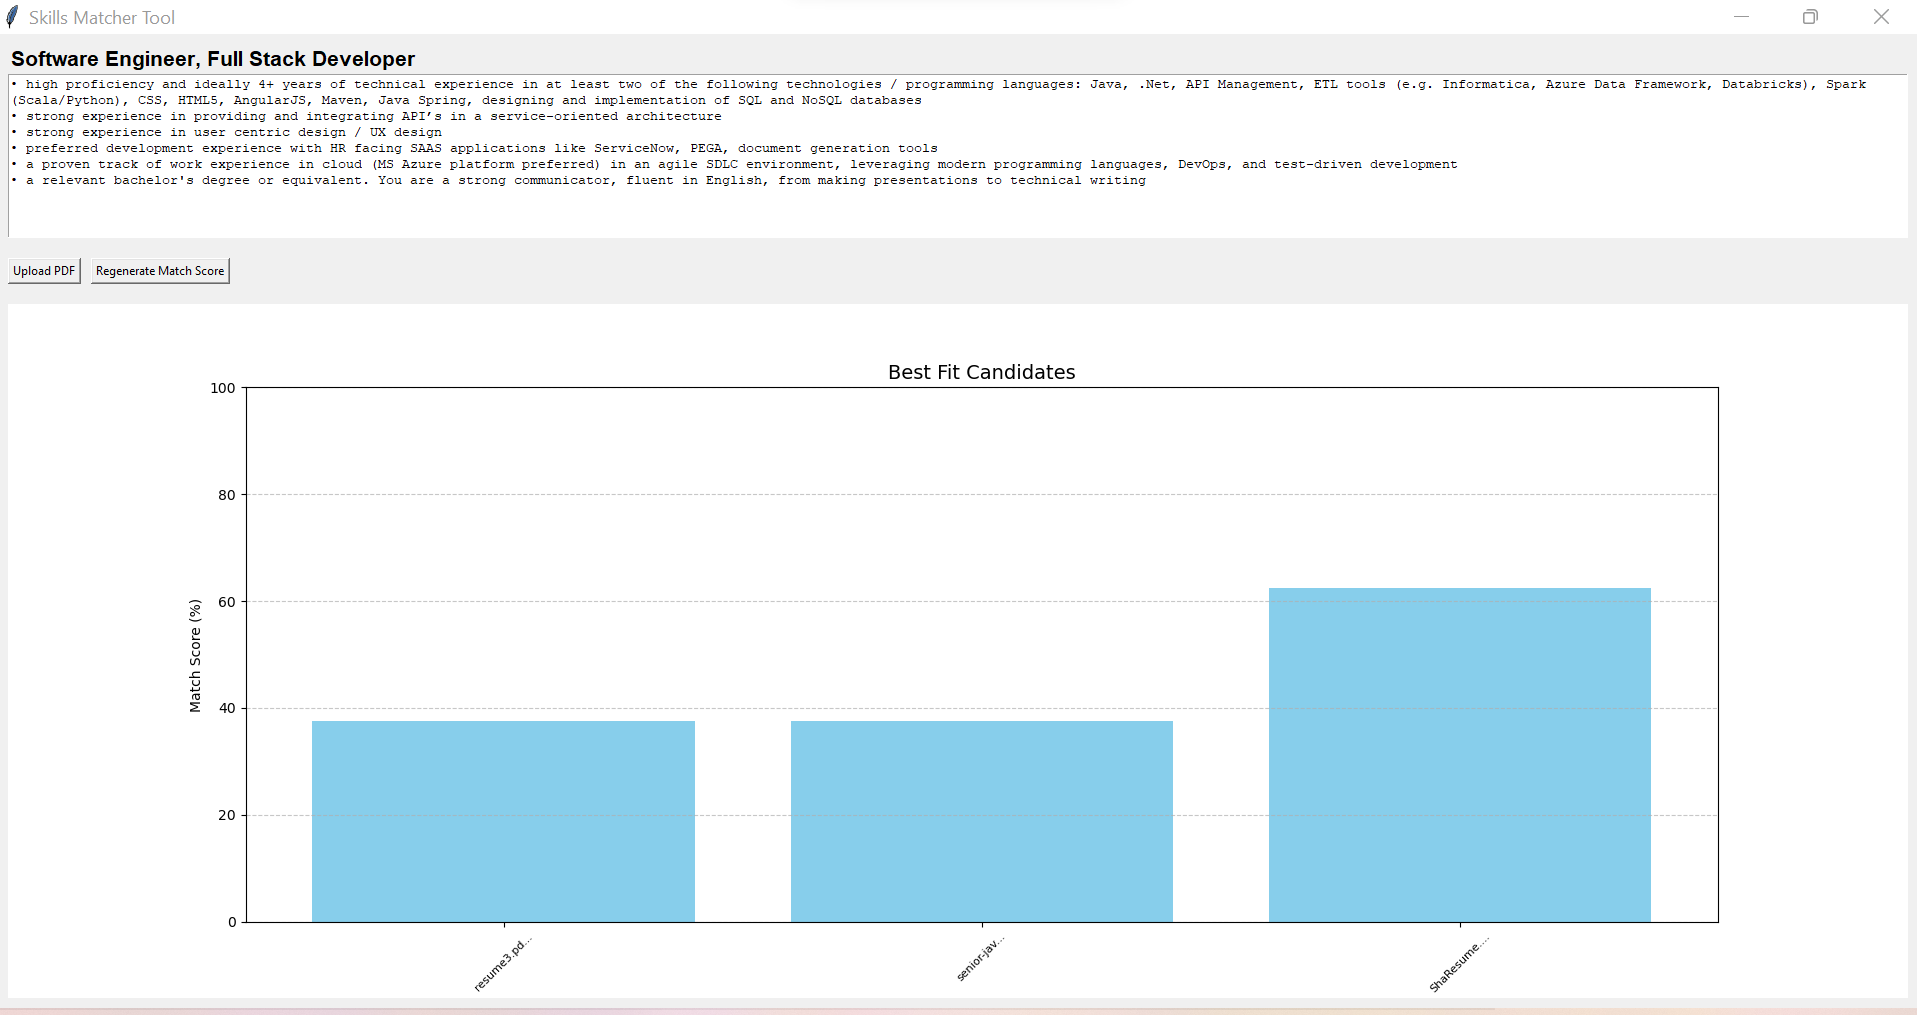 Skills Matcher Tool
Software Engineer, Full Stack Developer
• high proficiency and ideally 4+ years of technical experience in at least two of the following technologies / programming languages: Java, .Net, API Management, ETL tools (e.g. Informatica, Azure Data Framework, Databricks), Spark
(Scala/Python), CSS, HTML5, AngularJS, Maven, Java Spring, designing and implementation of SQL and NoSQL databases
• strong experience in providing and integrating API’s in a service-oriented architecture
• strong experience in user centric design / UX design
• preferred development experience with HR facing SAAS applications like ServiceNow, PEGA, document generation tools
• a proven track of work experience in cloud (MS Azure platform preferred) in an agile SDLC environment, leveraging modern programming languages, DevOps, and test-driven development
• a relevant bachelor's degree or equivalent. You are a strong communicator, fluent in English, from making presentations to technical writing
Upload PDF
Regenerate Match Score
Best Fit Candidates
100
80
60
40
20
0
Match Score (%)
resume3.pd...
senior-jav...
ShaResume....